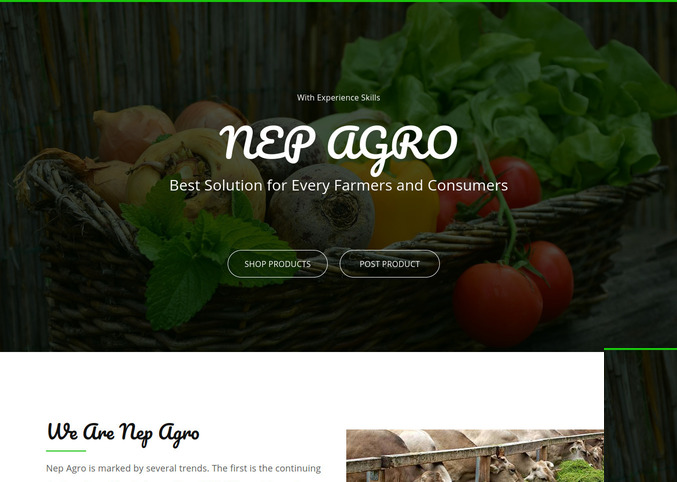 With Experience Skills
NEP AGRO
Best Solution for Every Farmers and Consumers
SHOP PRODUCTS
POST PRODUCT
We Are Nep Agro
Nep Agro is marked by several trends. The first is the continuing